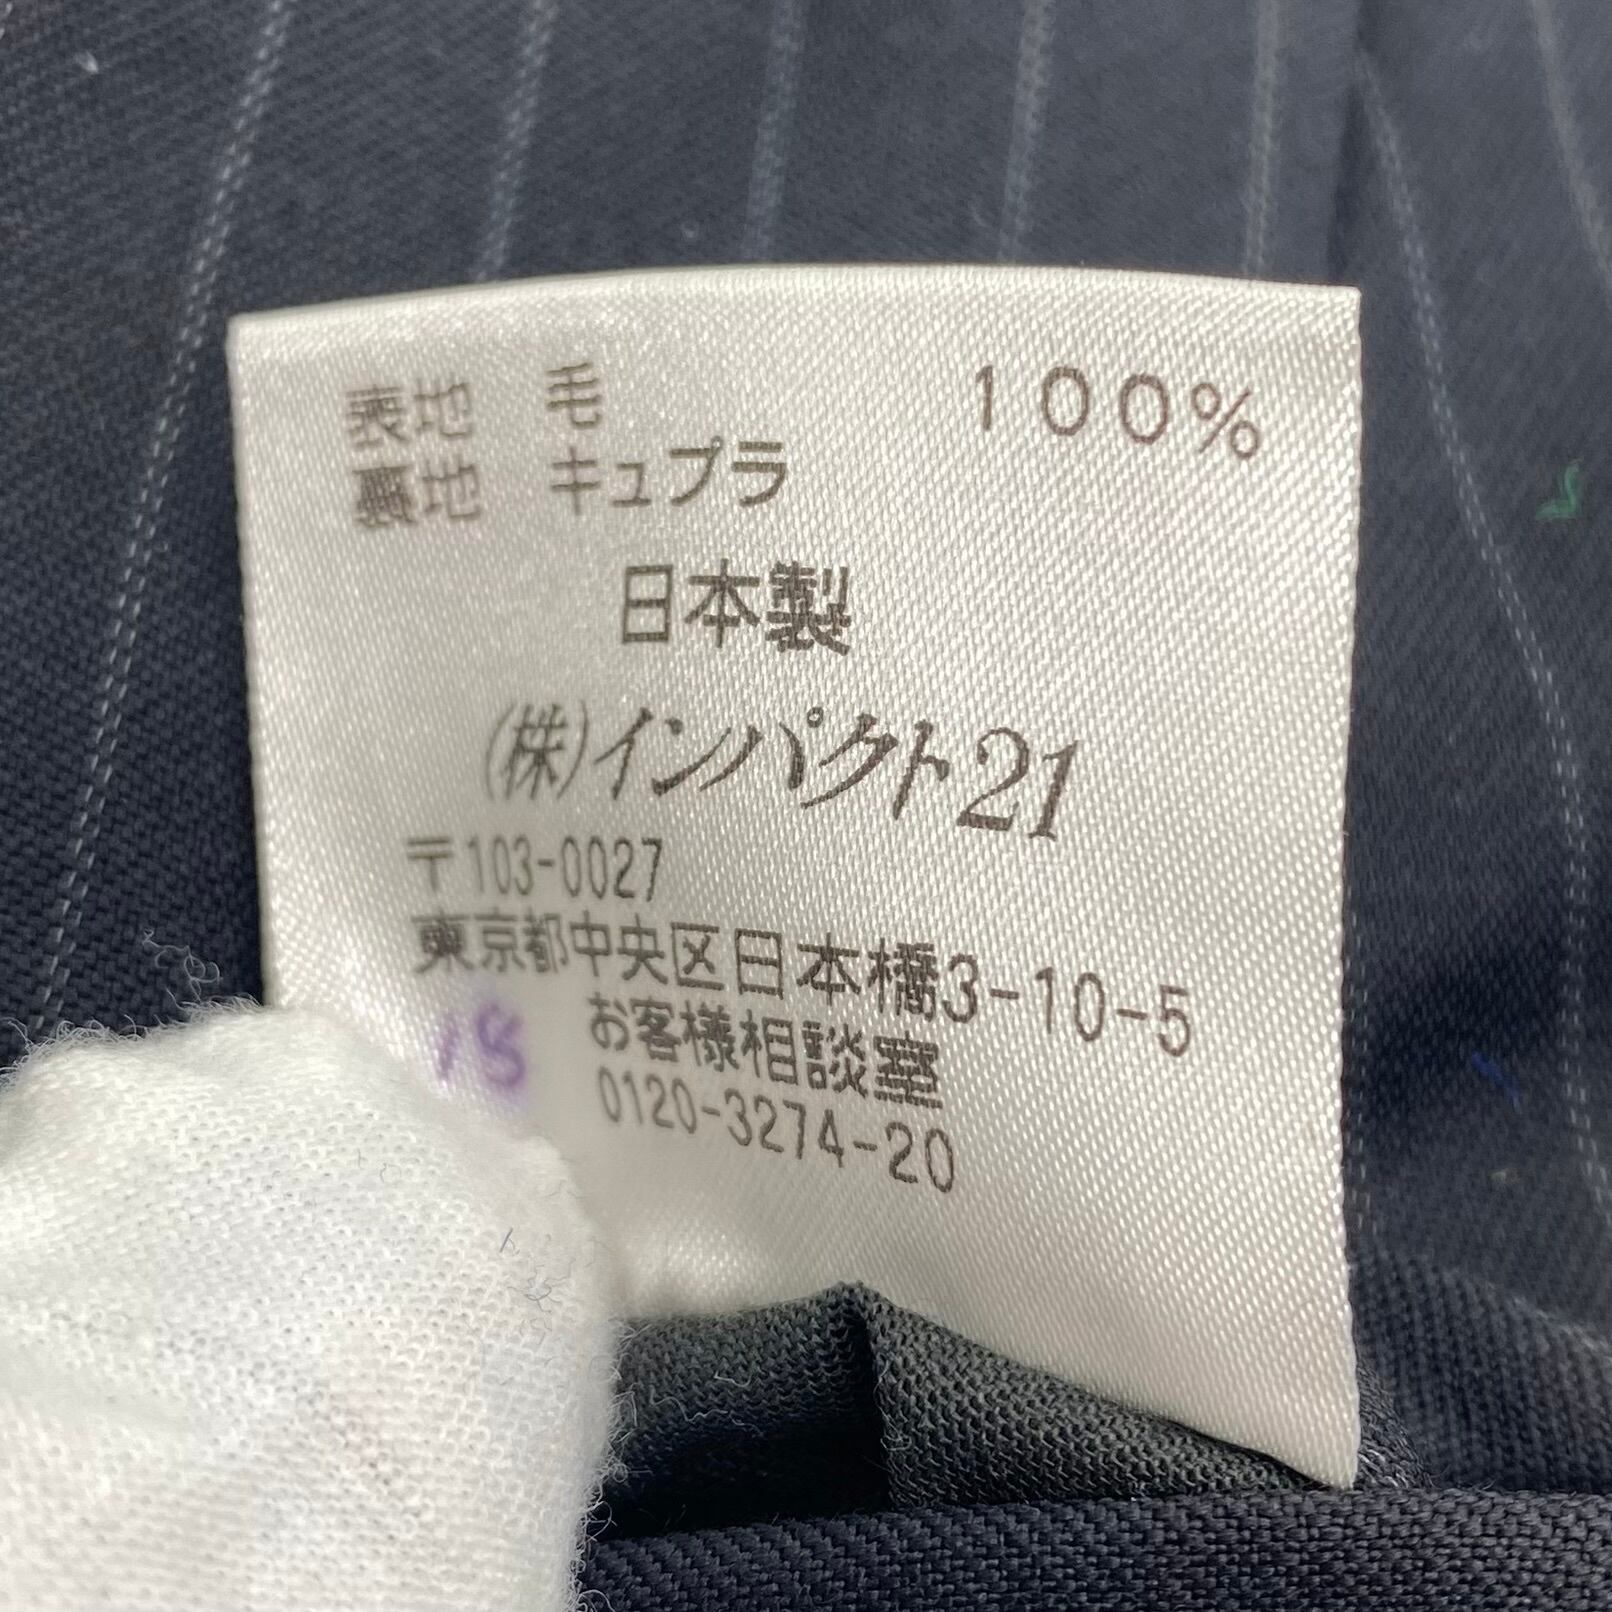 表地 毛 100%
裏地 キュプラ
日本製
(株)インパクト21
〒103-0027
東京都中央区日本橋3-10-5
お客様相談室
0120-3274-20
18